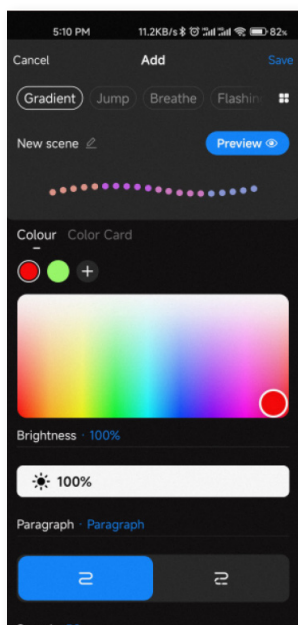 5:10 PM 11.2KB/s 82%
Cancel Add Save
Gradient Jump Breathe Flashin
New scene Preview
Colour Color Card
Brightness · 100%
100%
Paragraph · Paragraph